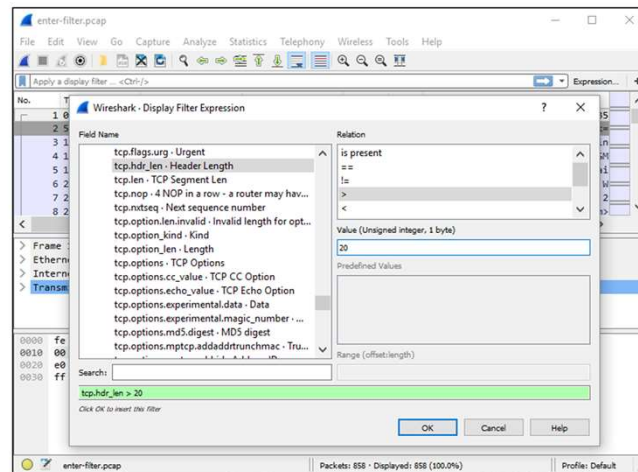 enter-filter.pcap
File Edit View Go Capture Analyze Statistics Telephony Wireless Tools Help
Apply a display filter ... <Ctrl-/>
Expression...
No.
Wireshark · Display Filter Expression
Field Name
Relation
tcp.flags.urg · Urgent
tcp.hdr_len · Header Length
tcp.len · TCP Segment Len
tcp.nop · 4 NOP in a row - a router may hav...
tcp.nxtseq · Next sequence number
tcp.option.len.invalid · Invalid length for opt...
tcp.option_kind · Kind
tcp.option_len · Length
tcp.options · TCP Options
tcp.options.cc_value · TCP CC Option
tcp.options.echo_value · TCP Echo Option
tcp.options.experimental.data · Data
tcp.options.experimental.magic_number · ...
tcp.options.md5.digest · MD5 digest
tcp.options.mptcp.addaddrtrunchmac · Tru...
is present
==
!=
>
<
Value (Unsigned integer, 1 byte)
20
Predefined Values
Range (offset:length)
Search:
tcp.hdr_len > 20
Click OK to insert this filter
OK Cancel Help
Frame
0000 fe
0010 00
0020 e0
0030 ff
enter-filter.pcap
Packets: 858 · Displayed: 858 (100.0%)
Profile: Default